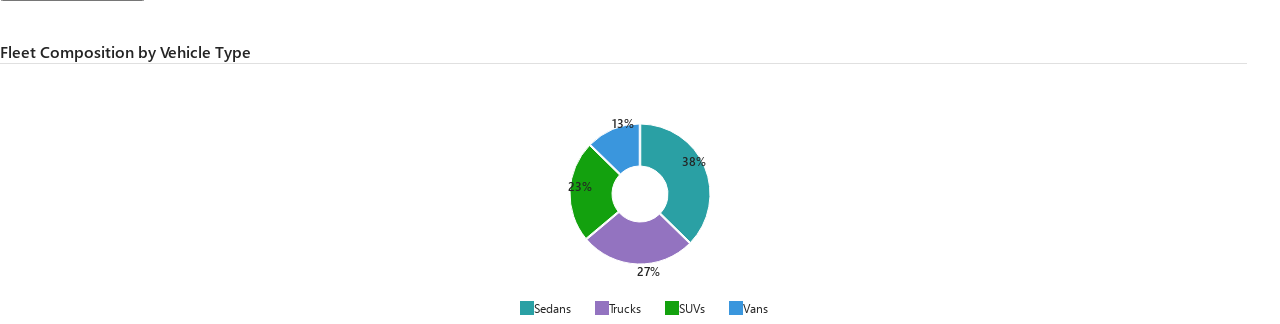 Fleet Composition by Vehicle Type
13%
38%
23%
27%
Sedans Trucks SUVs Vans